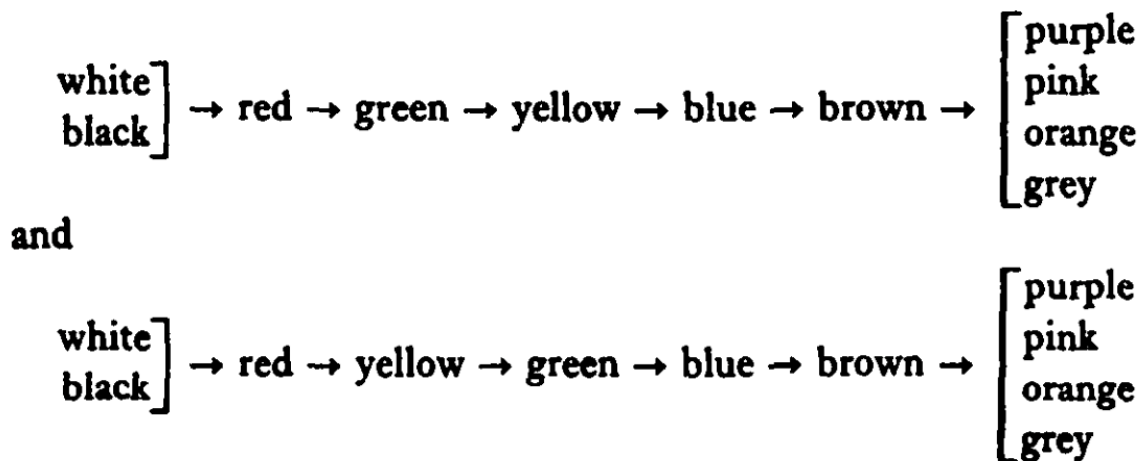 white] → red → green → yellow → blue → brown → [purple
black] [pink
[orange
[grey
and
white] → red → yellow → green → blue → brown → [purple
black] [pink
[orange
[grey